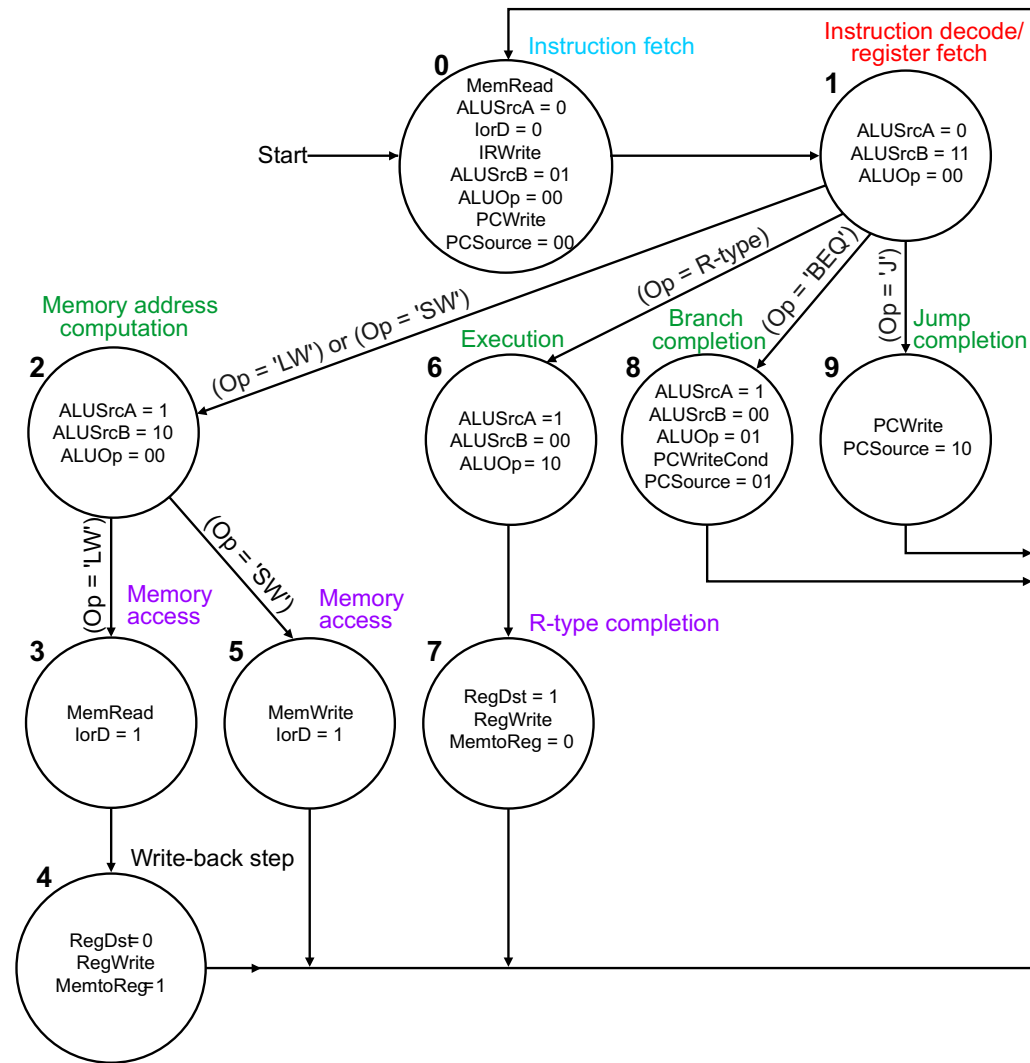 Instruction fetch
Instruction decode/
register fetch
0
MemRead
ALUSrcA = 0
IorD = 0
IRWrite
ALUSrcB = 01
ALUOp = 00
PCWrite
PCSource = 00
1
ALUSrcA = 0
ALUSrcB = 11
ALUOp = 00
Start
(Op = 'LW') or (Op = 'SW')
(Op = R-type)
(Op = 'BEQ')
(Op = 'J')
Memory address
computation
2
ALUSrcA = 1
ALUSrcB = 10
ALUOp = 00
Execution
6
ALUSrcA =1
ALUSrcB = 00
ALUOp = 10
Branch
completion
8
ALUSrcA = 1
ALUSrcB = 00
ALUOp = 01
PCWriteCond
PCSource = 01
Jump
completion
9
PCWrite
PCSource = 10
(Op = 'LW')
(Op = 'SW')
Memory
access
3
MemRead
IorD = 1
Memory
access
5
MemWrite
IorD = 1
R-type completion
7
RegDst = 1
RegWrite
MemtoReg = 0
Write-back step
4
RegDst= 0
RegWrite
MemtoReg=1